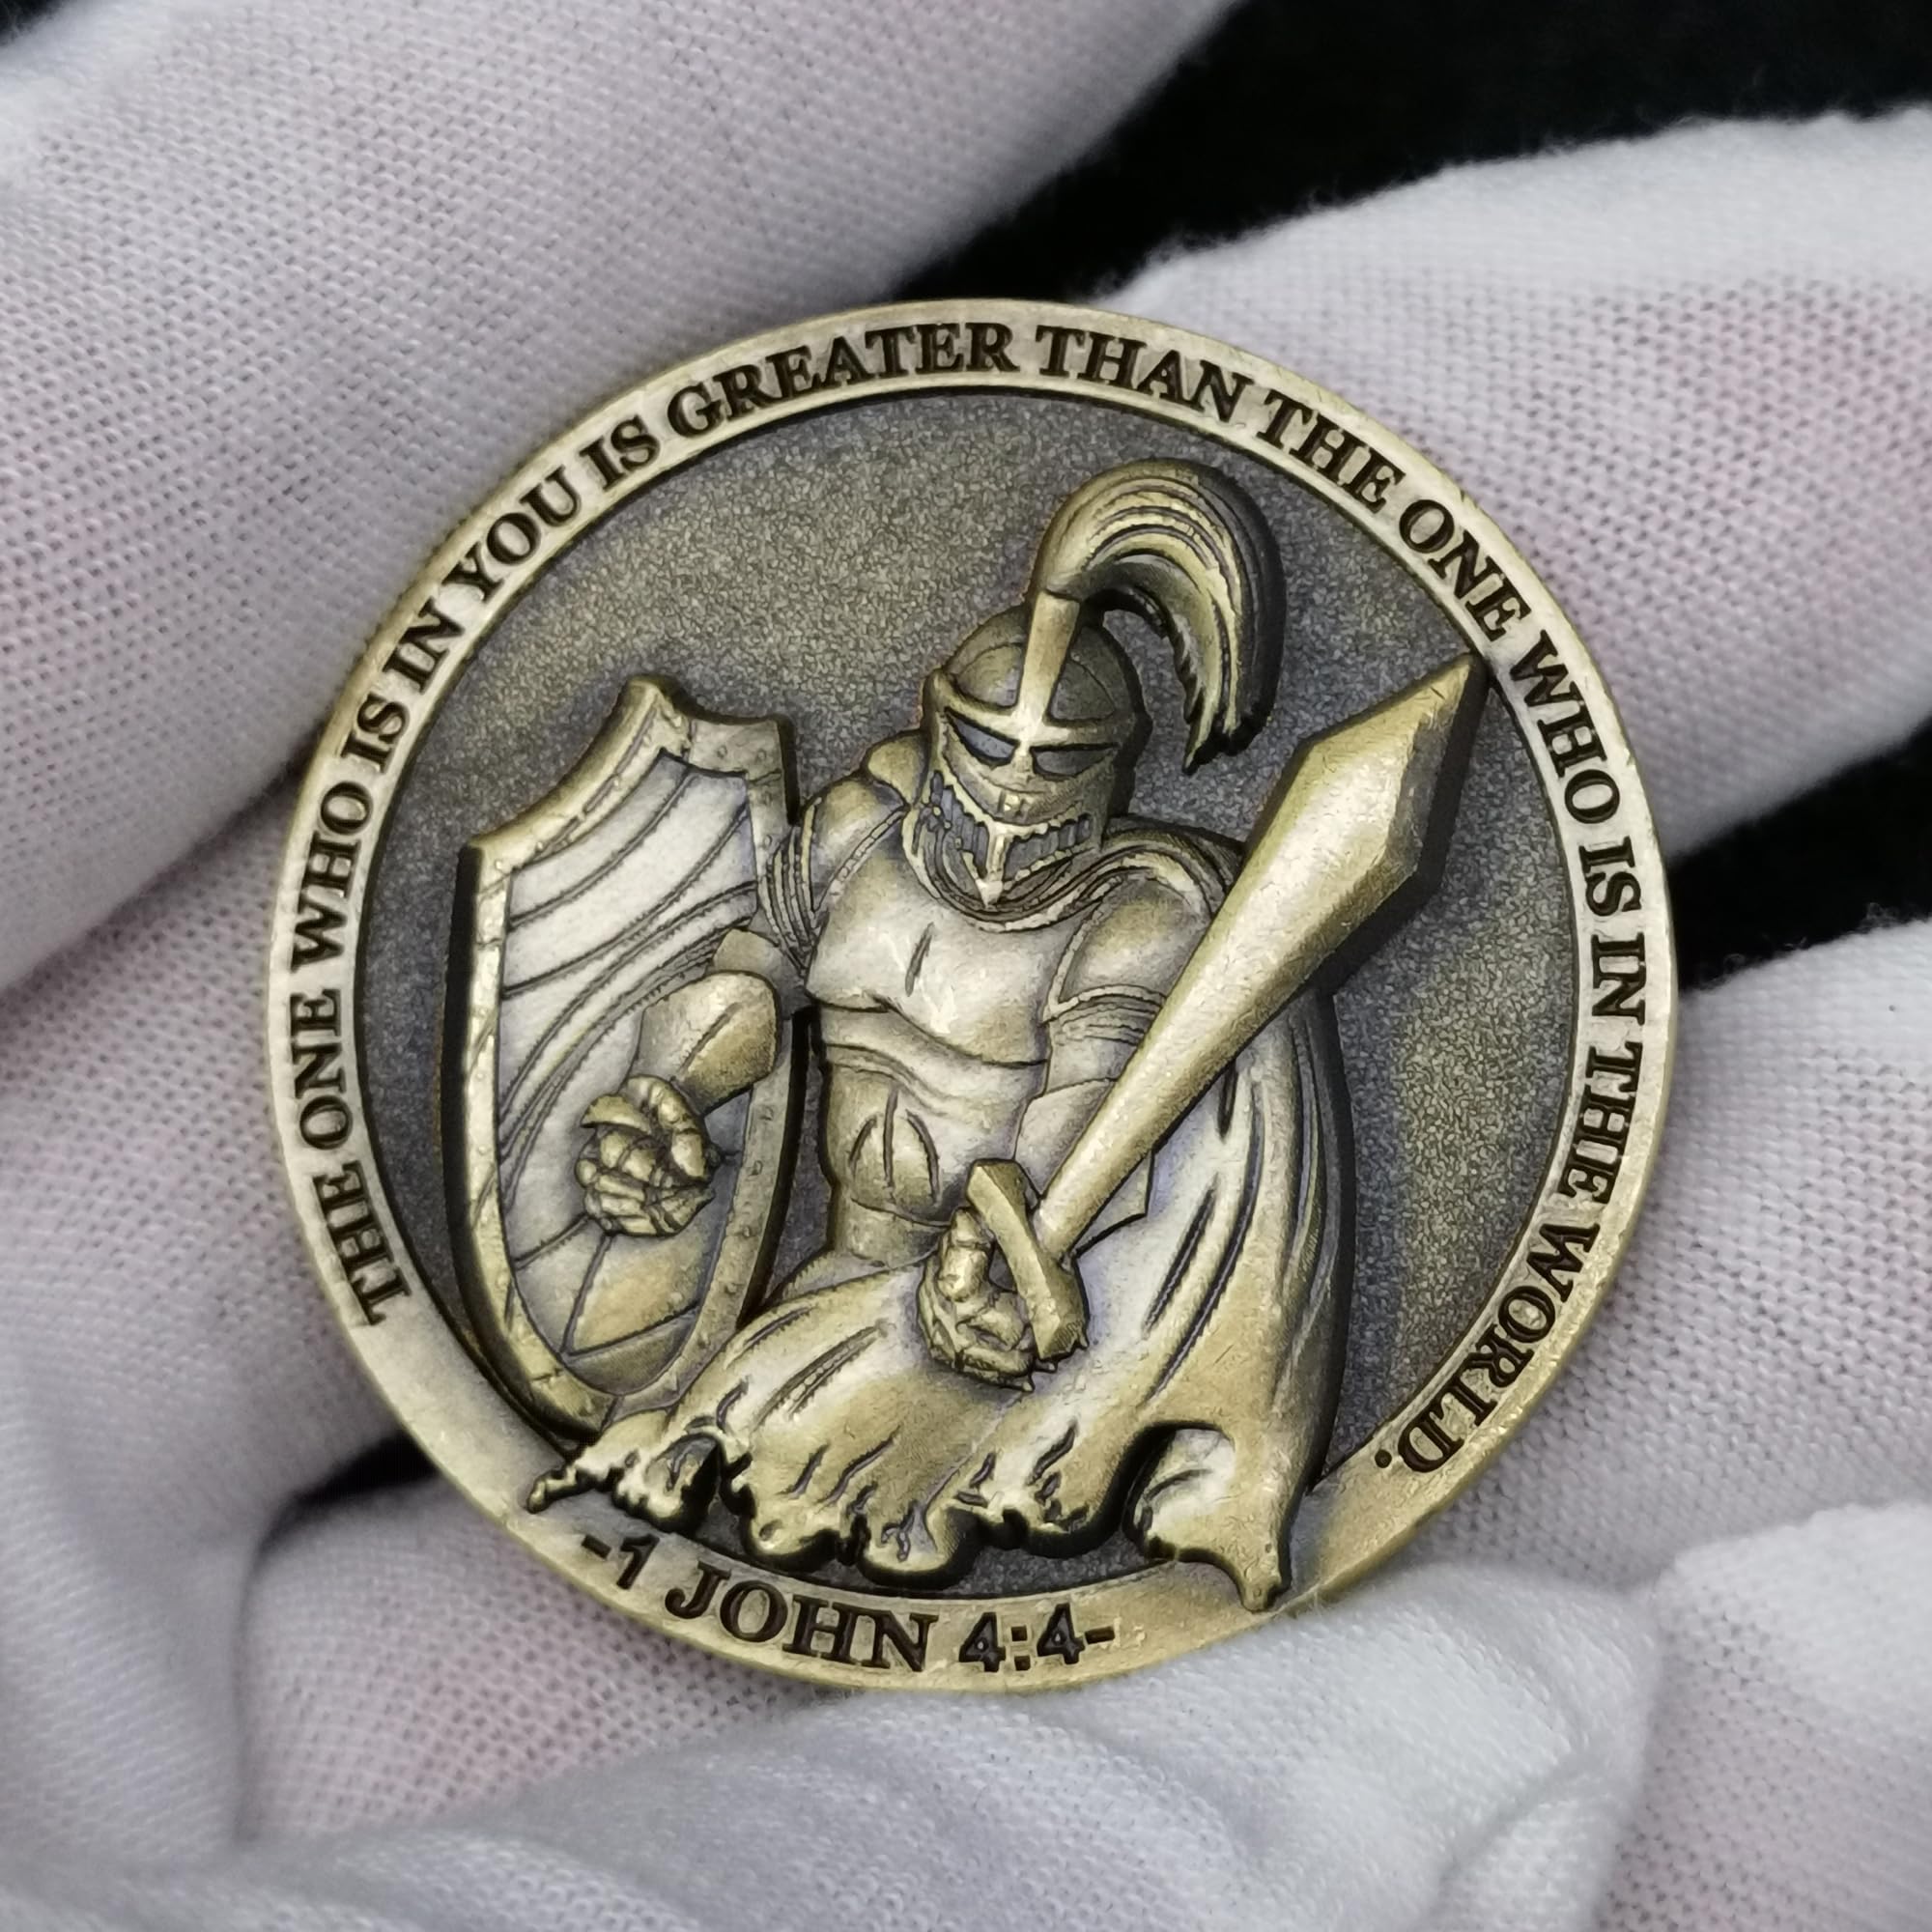 THE ONE WHO IS IN YOU IS GREATER THAN THE ONE WHO IS IN THE WORLD.
-1 JOHN 4:4-